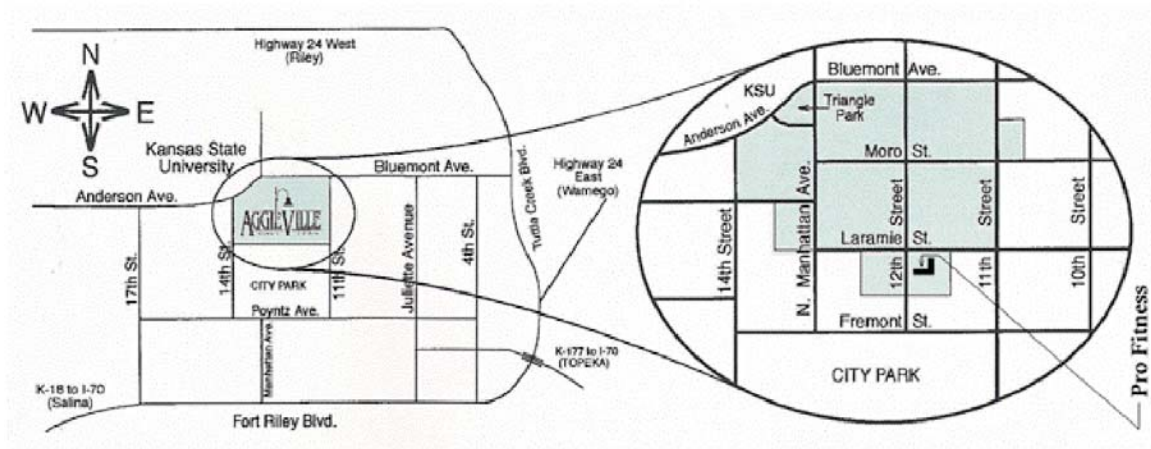 Highway 24 West
(Riley)
N
W
E
S
Kansas State
University
Bluemont Ave.
Anderson Ave.
AGGIEVILLE
Turtle Creek Blvd.
Highway 24
East
(Wamego)
17th St.
14th St.
11th St.
Juliette Avenue
4th St.
CITY PARK
Poyntz Ave.
Manhattan Ave.
K-177 to I-70
(TOPEKA)
K-18 to I-70
(Salina)
Fort Riley Blvd.
Bluemont Ave.
KSU
Triangle
Park
Anderson Ave.
Moro St.
14th Street
N. Manhattan Ave.
12th Street
11th Street
10th Street
Laramie St.
Fremont St.
CITY PARK
Pro Fitness